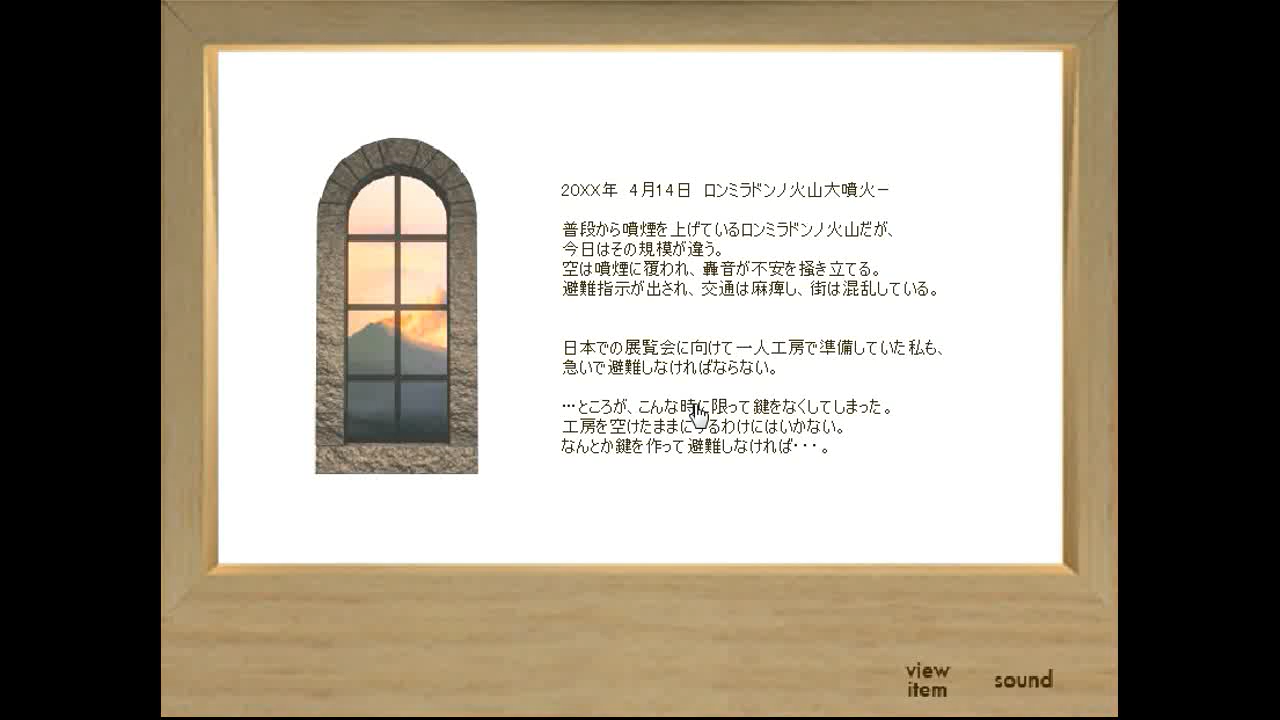 20XX年 4月14日 ロンミラドンノ火山大噴火－
普段から噴煙を上げているロンミラドンノ火山だが、
今日はその規模が違う。
空は噴煙に覆われ、轟音が不安を掻き立てる。
避難指示が出され、交通は麻痺し、街は混乱している。
日本での展覧会に向けて一人工房で準備していた私も、
急いで避難しなければならない。
…ところが、こんな時に限って鍵をなくしてしまった。
工房を空けたままにするわけにはいかない。
なんとか鍵を作って避難しなければ・・・。
view
item
sound